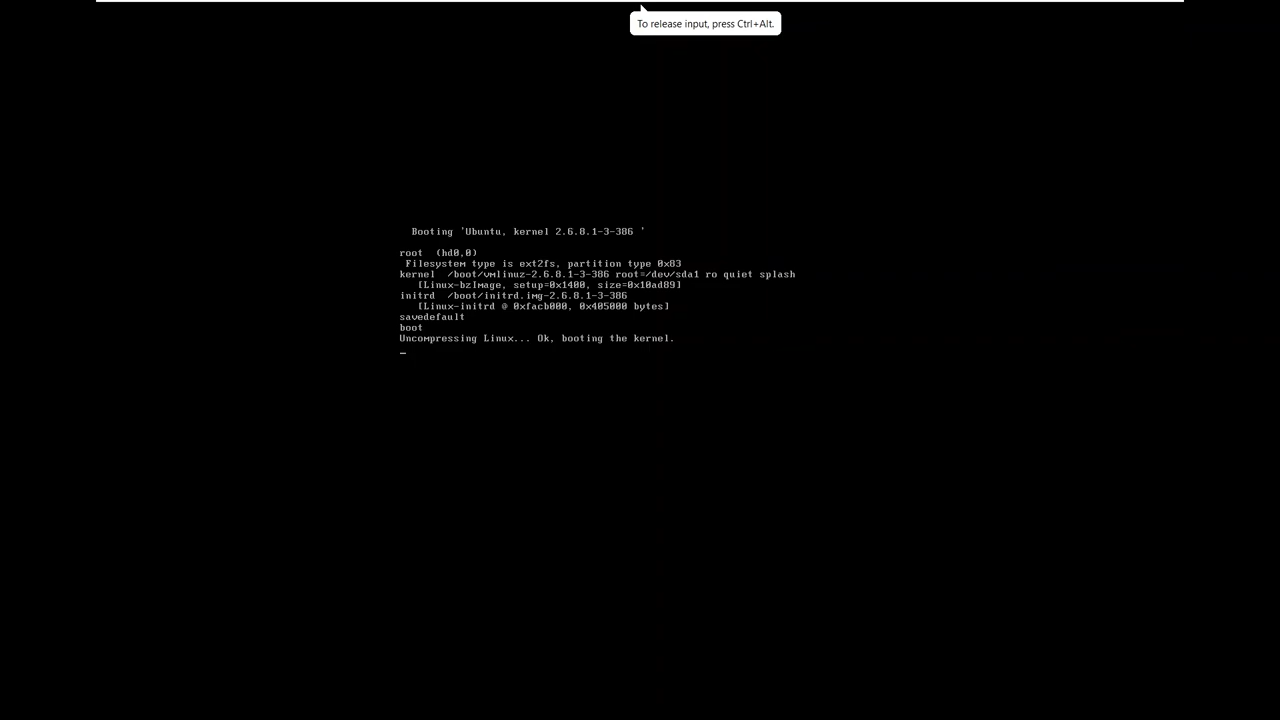 To release input, press Ctrl+Alt.
Booting 'Ubuntu, kernel 2.6.8.1-3-386 '
root  (hd0,0)
Filesystem type is ext2fs, partition type 0x83
kernel  /boot/vmlinuz-2.6.8.1-3-386 root=/dev/sda1 ro quiet splash
[Linux-bzImage, setup=0x1400, size=0x10ad89]
initrd  /boot/initrd.img-2.6.8.1-3-386
[Linux-initrd @ 0xfacb000, 0x405000 bytes]
savedefault
boot
Uncompressing Linux... Ok, booting the kernel.
_